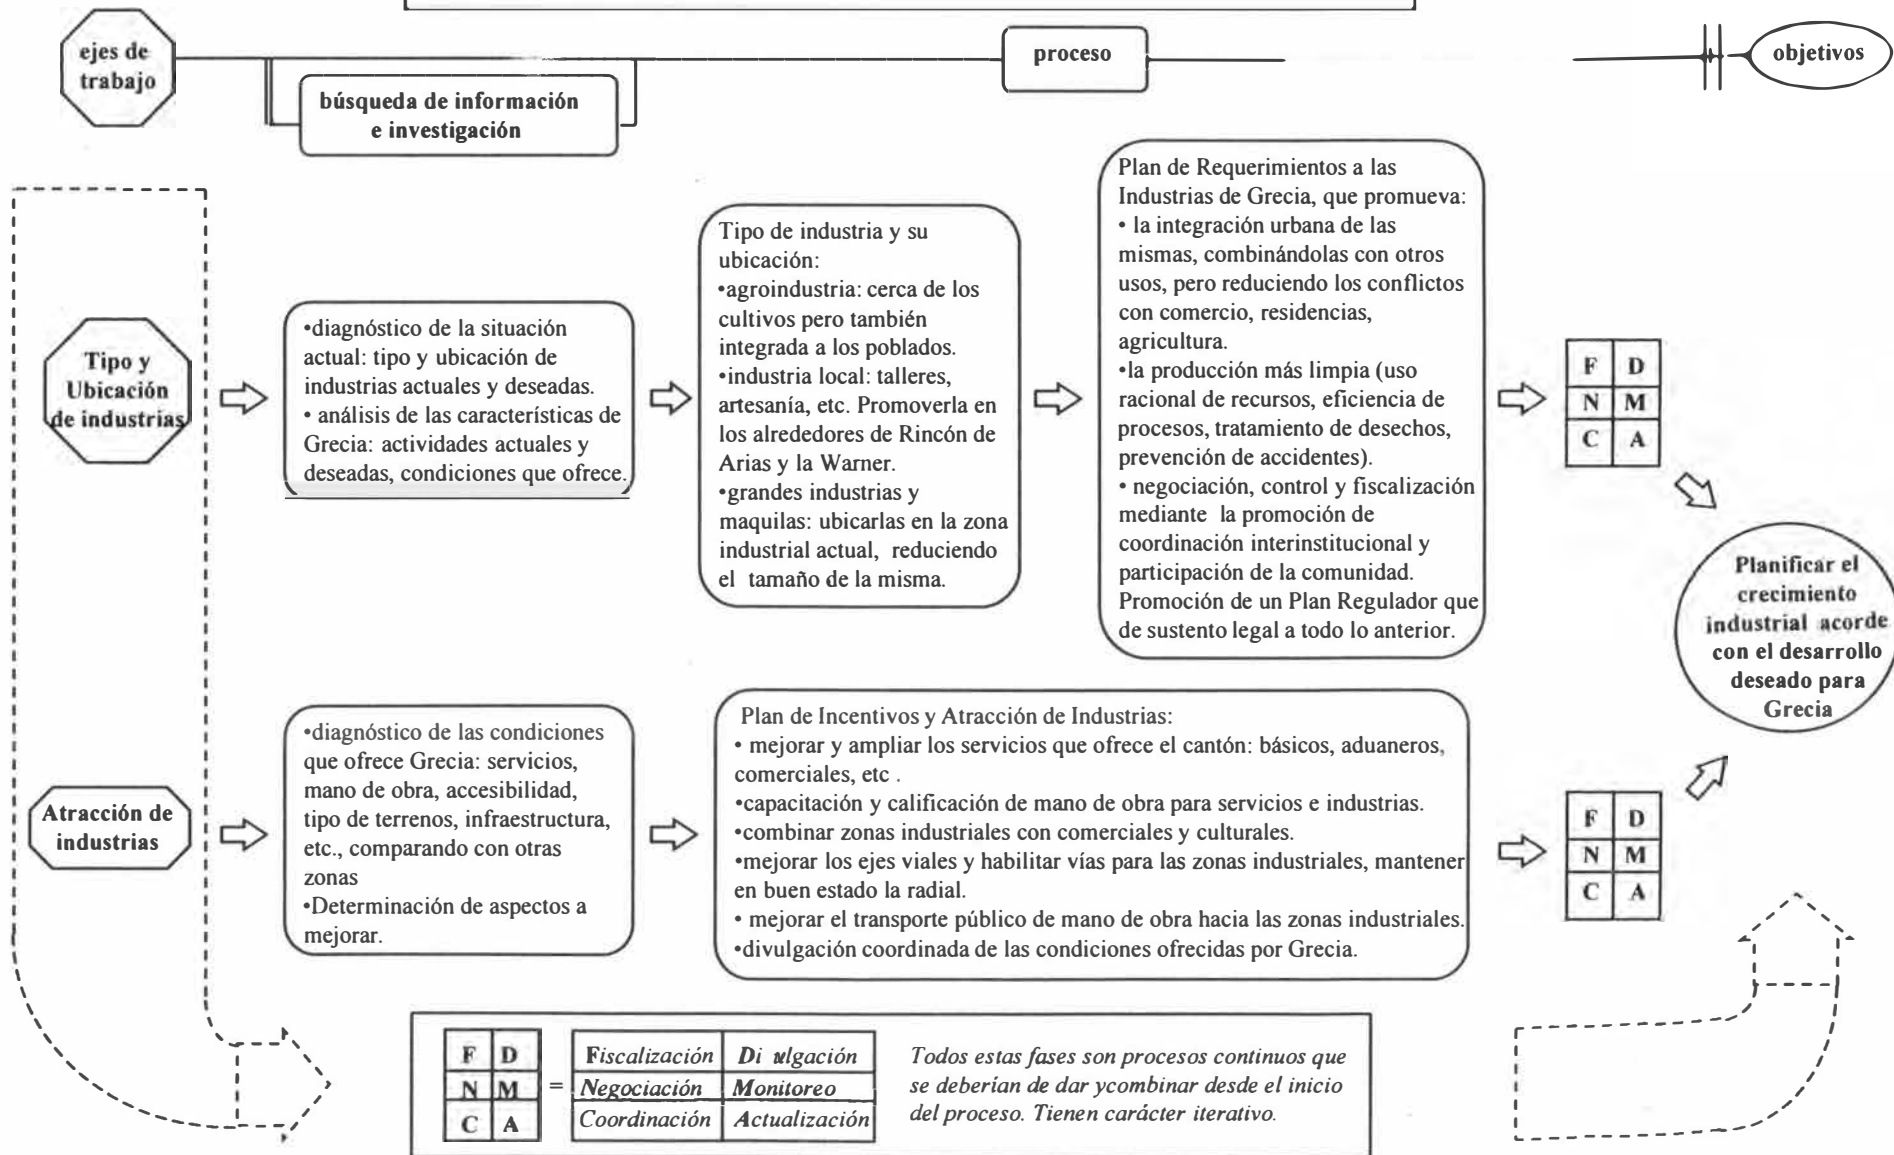 ejes de
trabajo
búsqueda de información
e investigación
proceso
objetivos
Tipo y
Ubicación
de industrias
•diagnóstico de la situación
actual: tipo y ubicación de
industrias actuales y deseadas.
• análisis de las características de
Grecia: actividades actuales y
deseadas, condiciones que ofrece.
Tipo de industria y su
ubicación:
•agroindustria: cerca de los
cultivos pero también
integrada a los poblados.
•industria local: talleres,
artesanía, etc. Promoverla en
los alrededores de Rincón de
Arias y la Warner.
•grandes industrias y
maquilas: ubicarlas en la zona
industrial actual, reduciendo
el tamaño de la misma.
Plan de Requerimientos a las
Industrias de Grecia, que promueva:
• la integración urbana de las
mismas, combinándolas con otros
usos, pero reduciendo los conflictos
con comercio, residencias,
agricultura.
•la producción más limpia (uso
racional de recursos, eficiencia de
procesos, tratamiento de desechos,
prevención de accidentes).
• negociación, control y fiscalización
mediante la promoción de
coordinación interinstitucional y
participación de la comunidad.
Promoción de un Plan Regulador que
de sustento legal a todo lo anterior.
F D
N M
C A
Planificar el
crecimiento
industrial acorde
con el desarrollo
deseado para
Grecia
Atracción de
industrias
•diagnóstico de las condiciones
que ofrece Grecia: servicios,
mano de obra, accesibilidad,
tipo de terrenos, infraestructura,
etc., comparando con otras
zonas
•Determinación de aspectos a
mejorar.
Plan de Incentivos y Atracción de Industrias:
• mejorar y ampliar los servicios que ofrece el cantón: básicos, aduaneros,
comerciales, etc .
•capacitación y calificación de mano de obra para servicios e industrias.
•combinar zonas industriales con comerciales y culturales.
•mejorar los ejes viales y habilitar vías para las zonas industriales, mantener
en buen estado la radial.
• mejorar el transporte público de mano de obra hacia las zonas industriales.
•divulgación coordinada de las condiciones ofrecidas por Grecia.
F D
N M
C A
F D
N M
C A
=
Fiscalización Divulgación
Negociación Monitoreo
Coordinación Actualización
Todos estas fases son procesos continuos que
se deberían de dar ycombinar desde el inicio
del proceso. Tienen carácter iterativo.